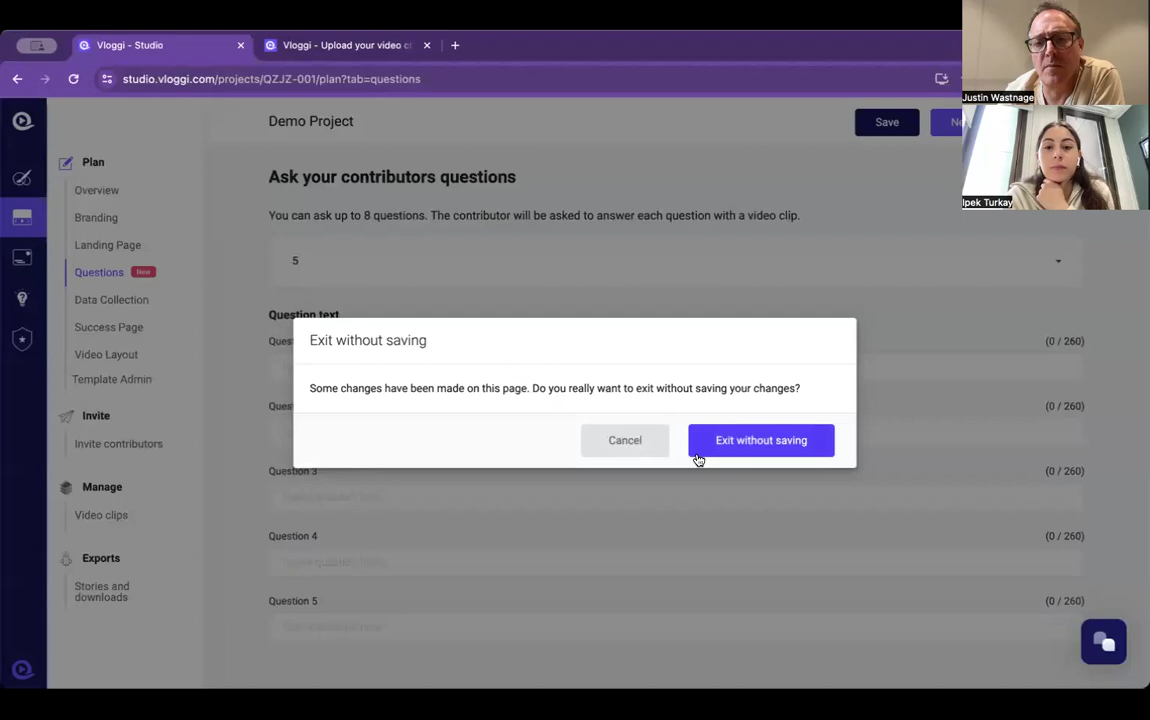 Vloggi - Studio
Vloggi - Upload your video c
studio.vloggi.com/projects/QZJZ-001/plan?tab=questions
Justin Wastnage
Ipek Turkay
Demo Project
Save
Plan
Overview
Branding
Landing Page
Questions New
Data Collection
Success Page
Video Layout
Template Admin
Invite
Invite contributors
Manage
Video clips
Exports
Stories and
downloads
Ask your contributors questions
You can ask up to 8 questions. The contributor will be asked to answer each question with a video clip.
5
Question text
(0 / 260)
(0 / 260)
Exit without saving
Some changes have been made on this page. Do you really want to exit without saving your changes?
Cancel
Exit without saving
Question 3 (0 / 260)
Question 4 (0 / 260)
Question 5 (0 / 260)